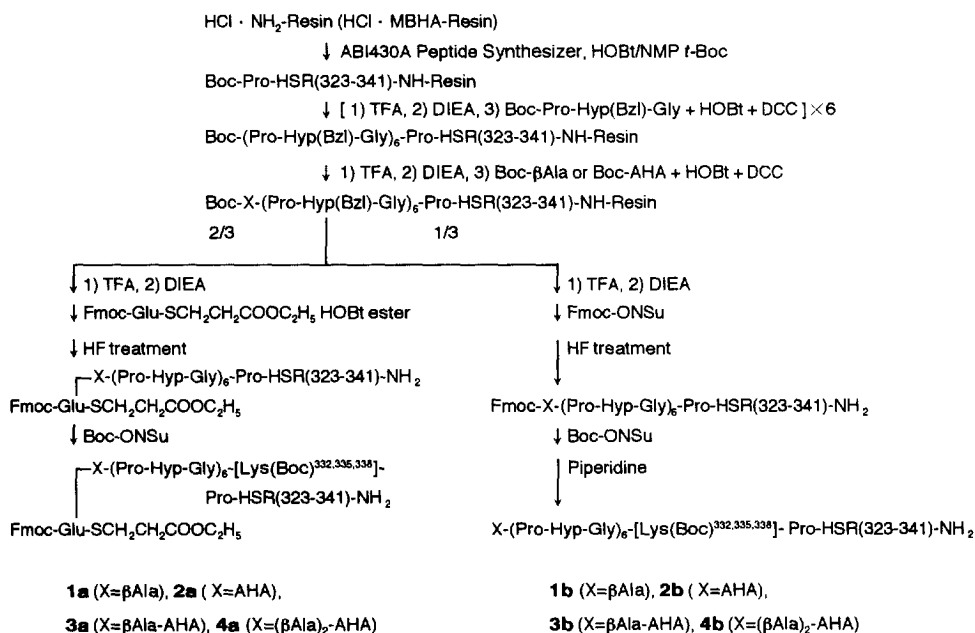 HCl · NH₂-Resin (HCl · MBHA-Resin)
↓ ABI430A Peptide Synthesizer, HOBt/NMP t-Boc
Boc-Pro-HSR(323-341)-NH-Resin
↓ [ 1) TFA, 2) DIEA, 3) Boc-Pro-Hyp(Bzl)-Gly + HOBt + DCC ]×6
Boc-(Pro-Hyp(Bzl)-Gly)₆-Pro-HSR(323-341)-NH-Resin
↓ 1) TFA, 2) DIEA, 3) Boc-βAla or Boc-AHA + HOBt + DCC
Boc-X-(Pro-Hyp(Bzl)-Gly)₆-Pro-HSR(323-341)-NH-Resin
2/3
1/3
↓ 1) TFA, 2) DIEA
↓ Fmoc-Glu-SCH₂CH₂COOC₂H₅ HOBt ester
↓ HF treatment
X-(Pro-Hyp-Gly)₆-Pro-HSR(323-341)-NH₂
Fmoc-Glu-SCH₂CH₂COOC₂H₅
↓ Boc-ONSu
X-(Pro-Hyp-Gly)₆-[Lys(Boc)³³²,³³⁵,³³⁸]-
Pro-HSR(323-341)-NH₂
Fmoc-Glu-SCH₂CH₂COOC₂H₅
1a (X=βAla), 2a ( X=AHA),
3a (X=βAla-AHA), 4a (X=(βAla)₂-AHA)
↓ 1) TFA, 2) DIEA
↓ Fmoc-ONSu
HF treatment
Fmoc-X-(Pro-Hyp-Gly)₆-Pro-HSR(323-341)-NH₂
↓ Boc-ONSu
Piperidine
X-(Pro-Hyp-Gly)₆-[Lys(Boc)³³²,³³⁵,³³⁸]- Pro-HSR(323-341)-NH₂
1b (X=βAla), 2b (X=AHA),
3b (X=βAla-AHA), 4b (X=(βAla)₂-AHA)